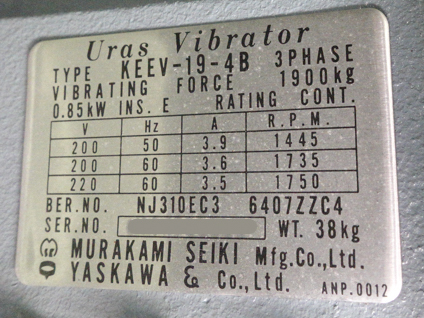 Uras Vibrator
TYPE KEEV-19-4B 3 PHASE
VIBRATING FORCE 1900kg
0.85kW INS. E RATING CONT.
V Hz A R.P.M.
200 50 3.9 1445
200 60 3.6 1735
220 60 3.5 1750
BER.NO. NJ310EC3 6407ZZC4
SER.NO. WT. 38kg
MURAKAMI SEIKI Mfg.Co.,Ltd.
YASKAWA & Co.,Ltd.
ANP.0012